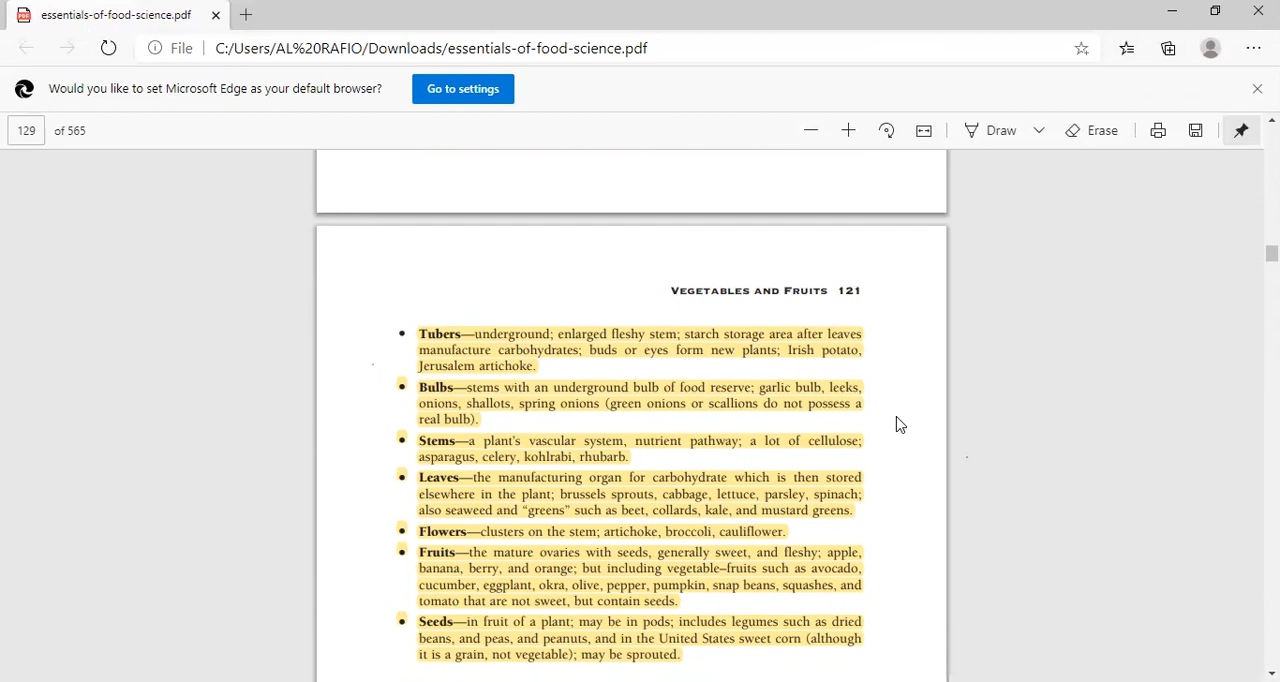 essentials-of-food-science.pdf
File C:/Users/AL%20RAFIO/Downloads/essentials-of-food-science.pdf
Would you like to set Microsoft Edge as your default browser? Go to settings
129 of 565 Draw Erase
VEGETABLES AND FRUITS 121
• Tubers—underground; enlarged fleshy stem; starch storage area after leaves
manufacture carbohydrates; buds or eyes form new plants; Irish potato,
Jerusalem artichoke.
• Bulbs—stems with an underground bulb of food reserve; garlic bulb, leeks,
onions, shallots, spring onions (green onions or scallions do not possess a
real bulb).
• Stems—a plant's vascular system, nutrient pathway; a lot of cellulose;
asparagus, celery, kohlrabi, rhubarb.
• Leaves—the manufacturing organ for carbohydrate which is then stored
elsewhere in the plant; brussels sprouts, cabbage, lettuce, parsley, spinach;
also seaweed and “greens” such as beet, collards, kale, and mustard greens.
• Flowers—clusters on the stem; artichoke, broccoli, cauliflower.
• Fruits—the mature ovaries with seeds, generally sweet, and fleshy; apple,
banana, berry, and orange; but including vegetable–fruits such as avocado,
cucumber, eggplant, okra, olive, pepper, pumpkin, snap beans, squashes, and
tomato that are not sweet, but contain seeds.
• Seeds—in fruit of a plant; may be in pods; includes legumes such as dried
beans, and peas, and peanuts, and in the United States sweet corn (although
it is a grain, not vegetable); may be sprouted.